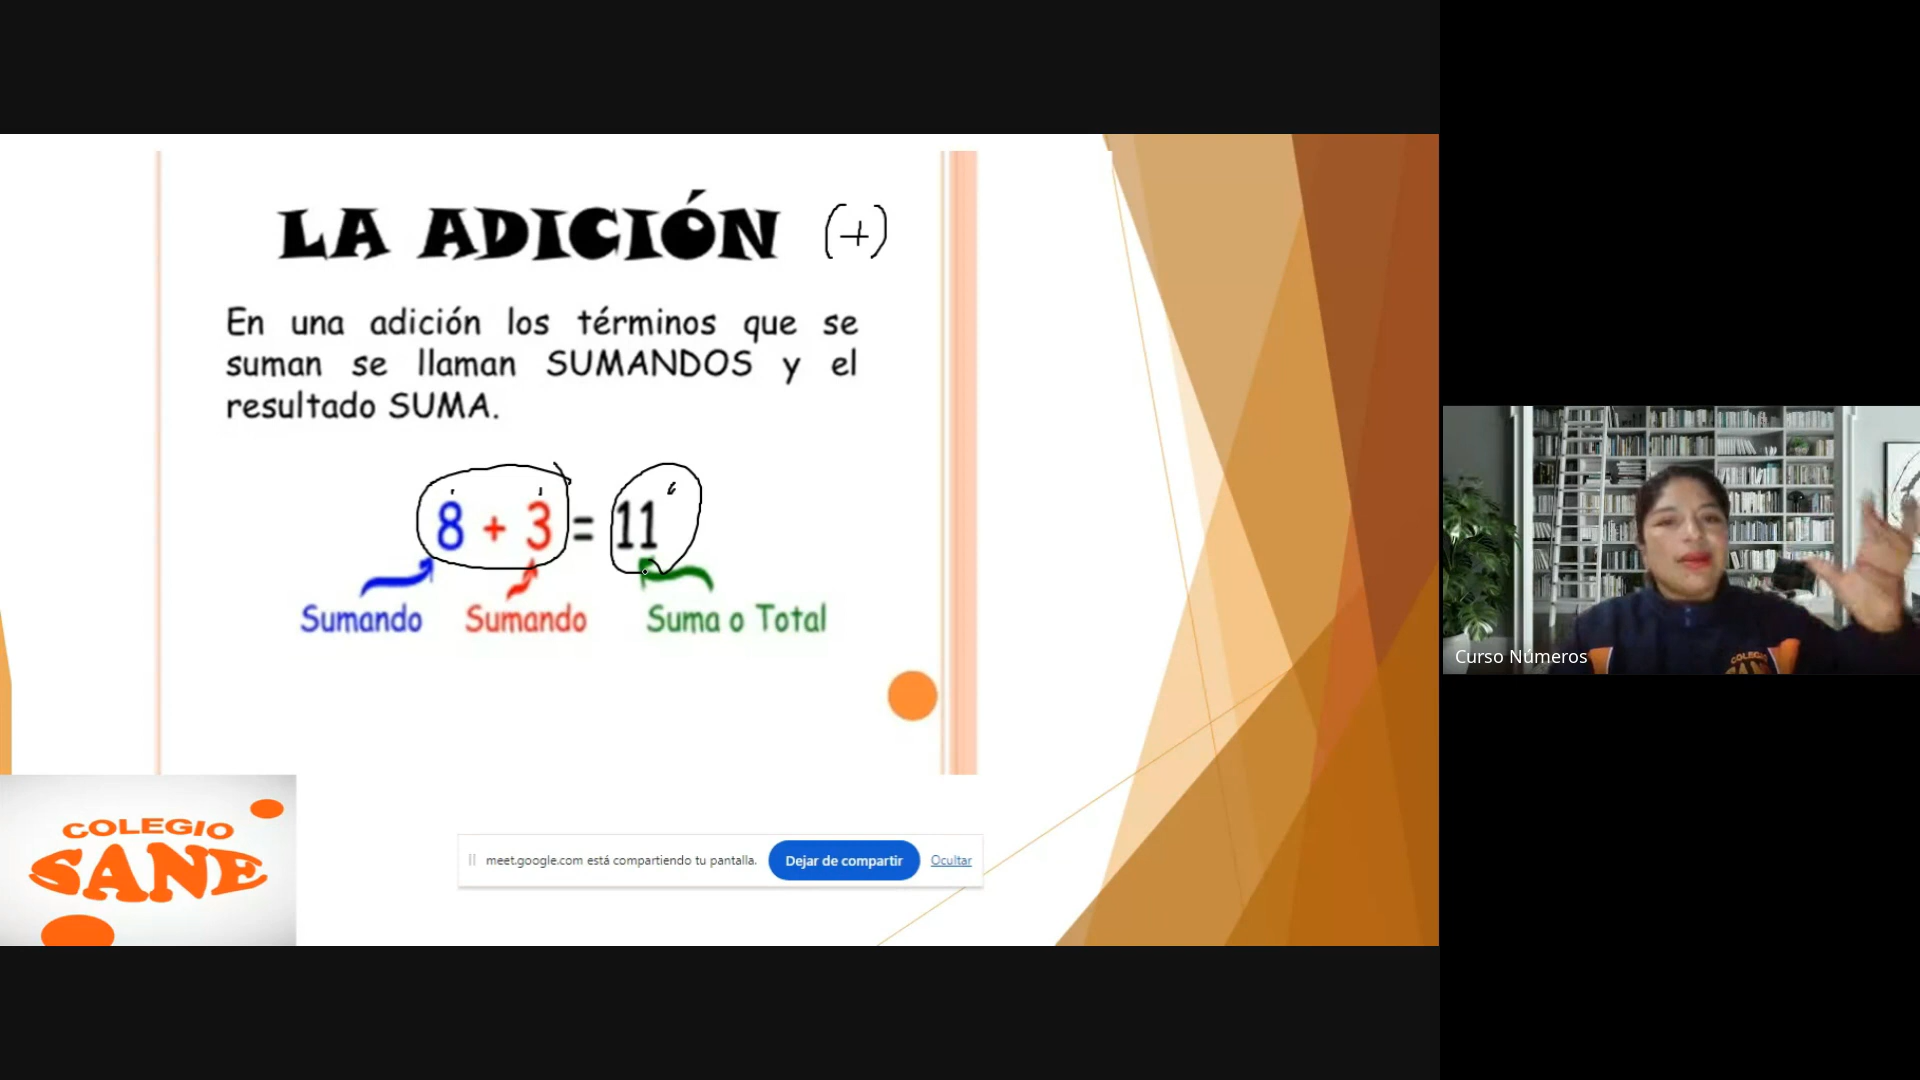 LA ADICIÓN (+)
En una adición los términos que se
suman se llaman SUMANDOS y el
resultado SUMA.
8 + 3 = 11
Sumando Sumando Suma o Total
COLEGIO
SANE
meet.google.com está compartiendo tu pantalla. Dejar de compartir Ocultar
Curso Números
COLEGIO